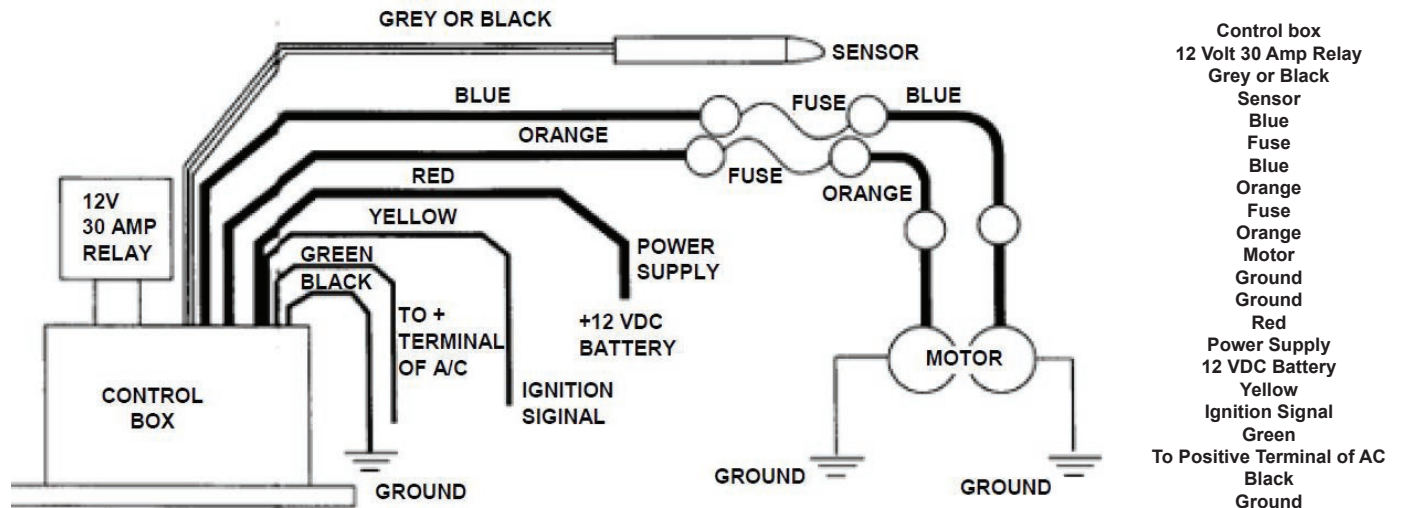 GREY OR BLACK
SENSOR
BLUE
FUSE
BLUE
ORANGE
FUSE
ORANGE
RED
12V
30 AMP
RELAY
YELLOW
POWER
SUPPLY
GREEN
BLACK
TO +
TERMINAL
OF A/C
+12 VDC
BATTERY
IGNITION
SIGINAL
MOTOR
CONTROL
BOX
GROUND
GROUND
GROUND
Control box
12 Volt 30 Amp Relay
Grey or Black
Sensor
Blue
Fuse
Blue
Orange
Fuse
Orange
Motor
Ground
Ground
Red
Power Supply
12 VDC Battery
Yellow
Ignition Signal
Green
To Positive Terminal of AC
Black
Ground